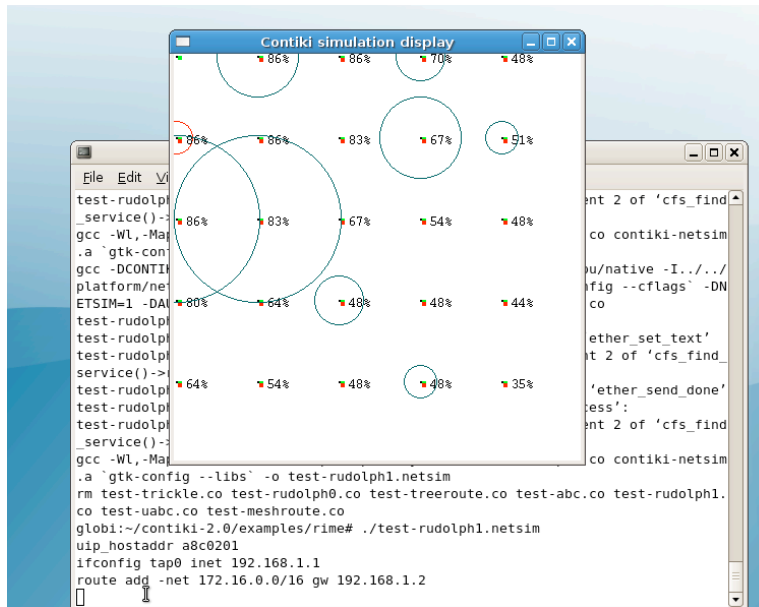 Contiki simulation display
86% 86% 70% 48%
86% 86% 83% 67% 51%
86% 83% 67% 54% 48%
80% 64% 48% 48% 44%
64% 54% 48% 48% 35%
File Edit
ent 2 of ‘cfs_find
_service()-
gcc -Wl,-Map co contiki-netsim
.a `gtk-con
gcc -DCONTIK pu/native -I../../
platform/net fig --cflags` -DN
ETSIM=1 -DAU co
test-rudolph
test-rudolph ether_set_text’
test-rudolph nt 2 of ‘cfs_find_
service()->
test-rudolph ‘ether_send_done’
test-rudolph cess’:
test-rudolph ent 2 of ‘cfs_find
_service()-
gcc -Wl,-Map co contiki-netsim
.a `gtk-config --libs` -o test-rudolph1.netsim
rm test-trickle.co test-rudolph0.co test-treeroute.co test-abc.co test-rudolph1.
co test-uabc.co test-meshroute.co
globi:~/contiki-2.0/examples/rime# ./test-rudolph1.netsim
uip_hostaddr a8c0201
ifconfig tap0 inet 192.168.1.1
route add -net 172.16.0.0/16 gw 192.168.1.2